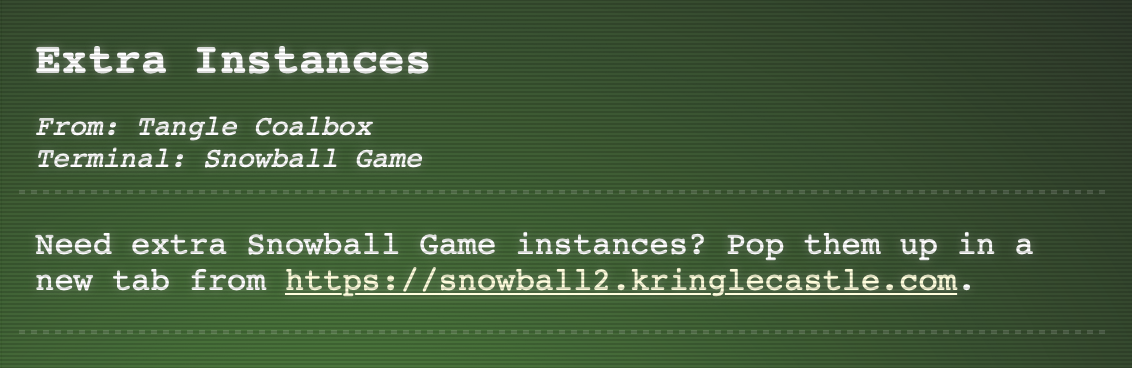 Extra Instances
From: Tangle Coalbox
Terminal: Snowball Game
Need extra Snowball Game instances? Pop them up in a
new tab from https://snowball2.kringlecastle.com.